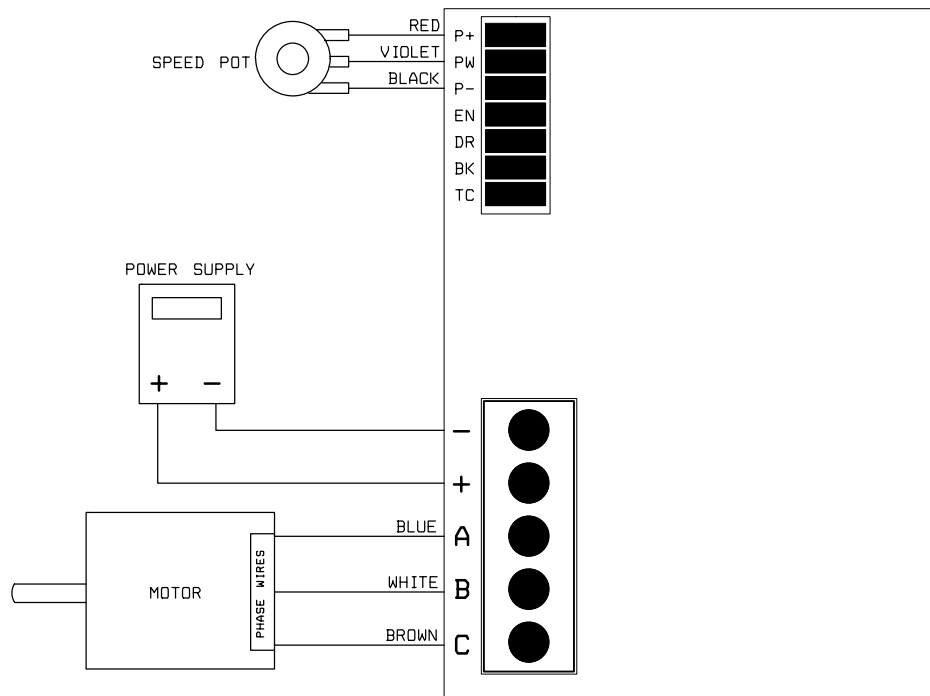 RED
P+
SPEED POT
VIOLET
PW
BLACK
P-
EN
DR
BK
TC
POWER SUPPLY
+ −
−
+
BLUE
A
MOTOR
PHASE WIRES
WHITE
B
BROWN
C